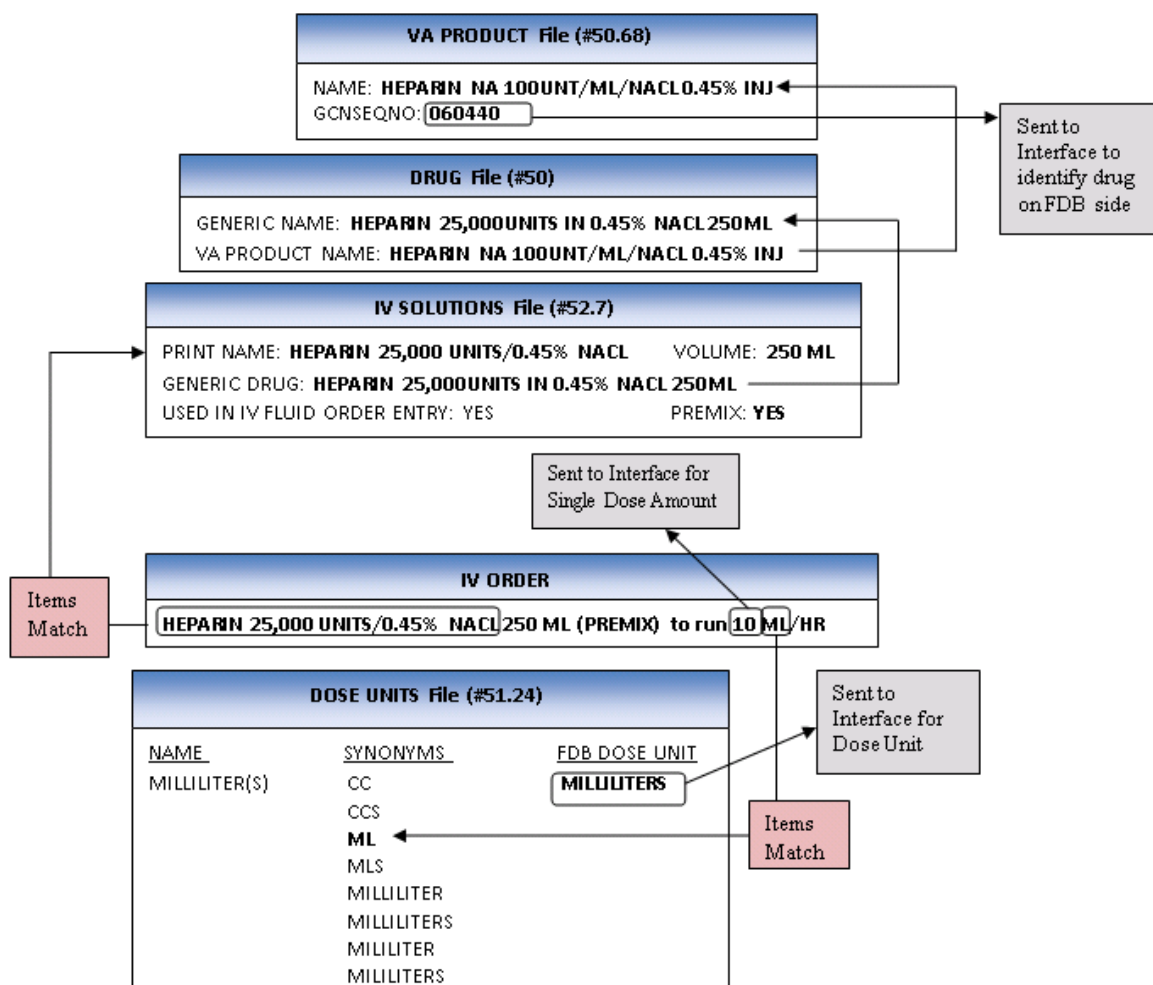 VA PRODUCT File (#50.68)
NAME: HEPARIN NA 100UNT/ML/NACL 0.45% INJ
GCNSEQNO: 060440
Sent to
Interface to
identify drug
on FDB side
DRUG File (#50)
GENERIC NAME: HEPARIN 25,000UNITS IN 0.45% NACL 250ML
VA PRODUCT NAME: HEPARIN NA 100UNT/ML/NACL 0.45% INJ
IV SOLUTIONS File (#52.7)
PRINT NAME: HEPARIN 25,000 UNITS/0.45% NACL VOLUME: 250 ML
GENERIC DRUG: HEPARIN 25,000UNITS IN 0.45% NACL 250ML
USED IN IV FLUID ORDER ENTRY: YES PREMIX: YES
Sent to Interface for
Single Dose Amount
Items
Match
IV ORDER
HEPARIN 25,000 UNITS/0.45% NACL 250 ML (PREMIX) to run 10 ML/HR
DOSE UNITS File (#51.24)
Sent to
Interface for
Dose Unit
NAME SYNONYMS FDB DOSE UNIT
MILLILITER(S) CC MILLILITERS
CCS
ML
MLS
MILLILITER
MILLILITERS
MILILITER
MILILITERS
Items
Match